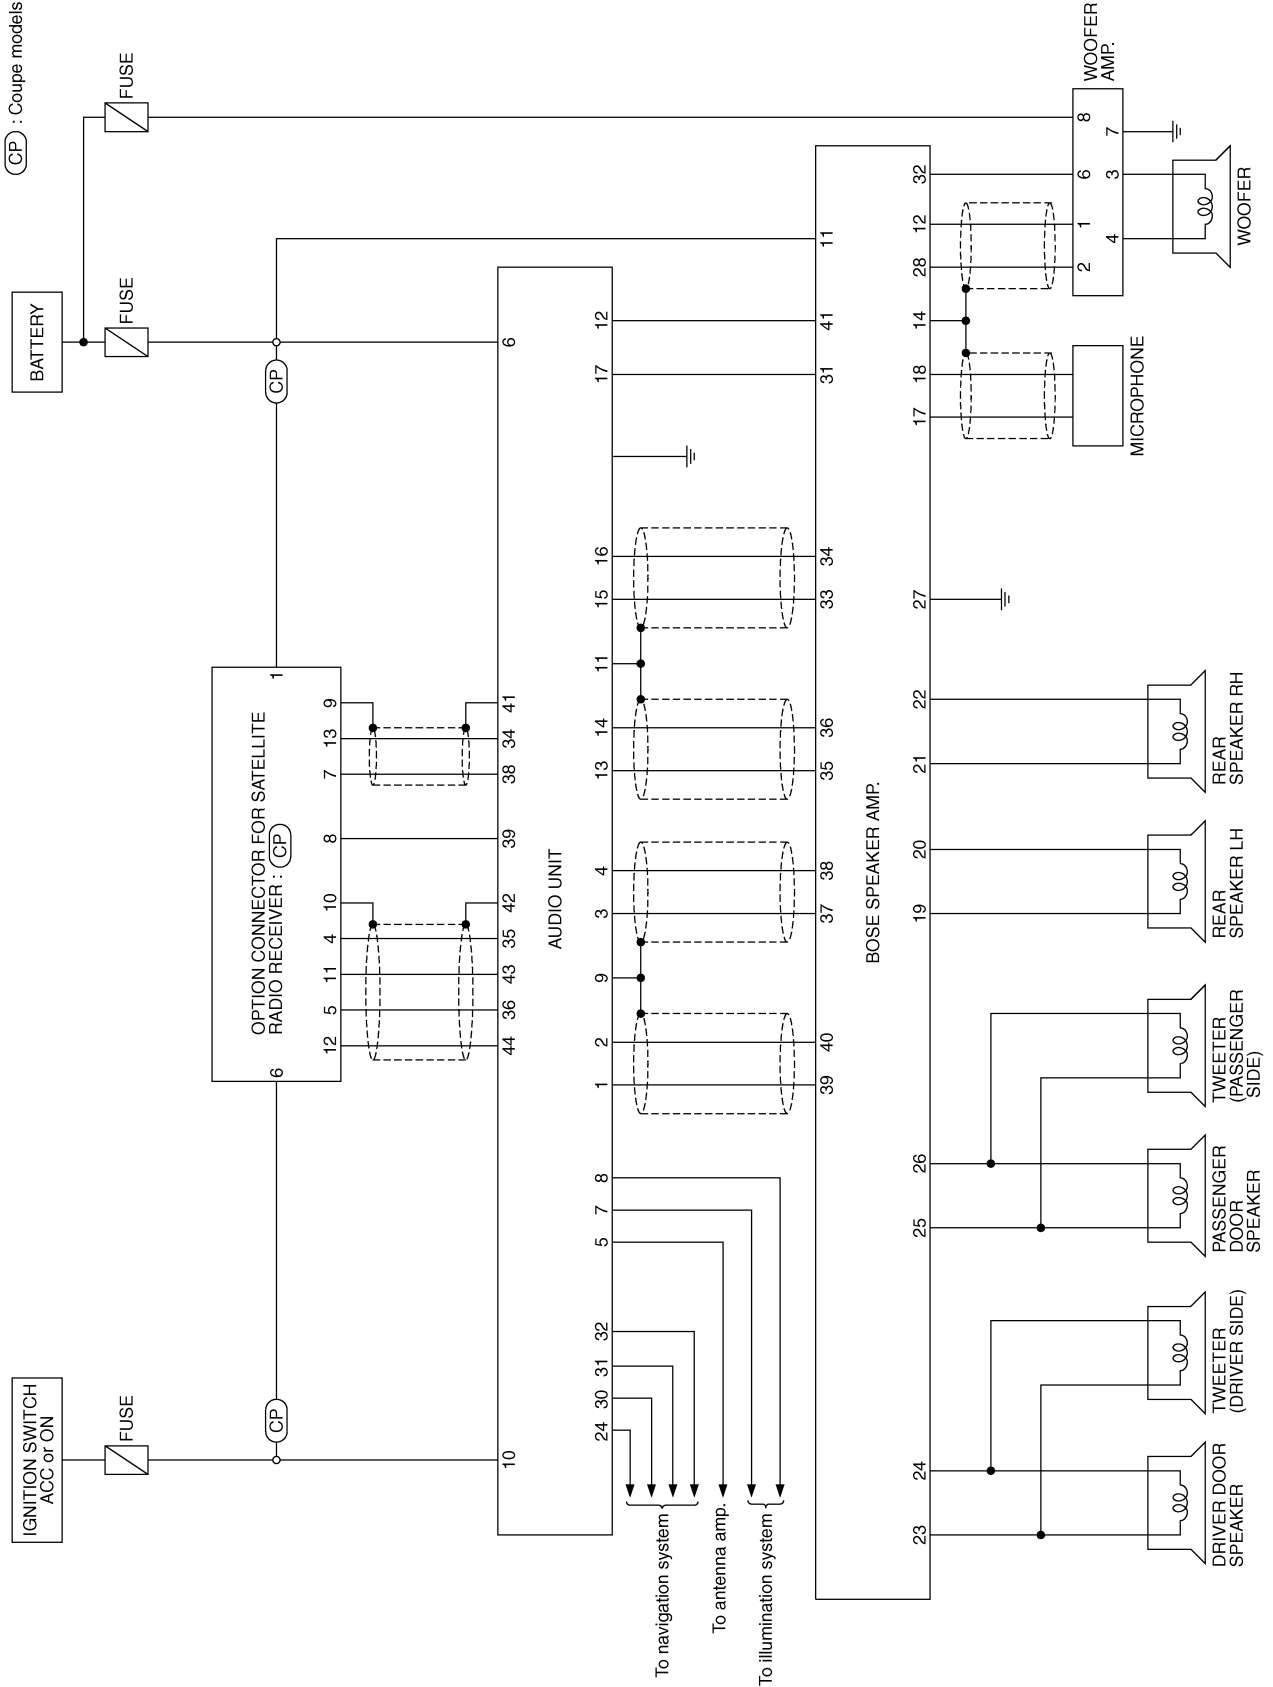 CP : Coupe models
IGNITION SWITCH
ACC or ON
BATTERY
FUSE
FUSE
FUSE
CP
6
OPTION CONNECTOR FOR SATELLITE
RADIO RECEIVER : CP
1
CP
12 5 11 4 10 8 7 13 9
10 44 36 43 35 42 39 38 34 41 6
AUDIO UNIT
24 30 31 32 5 7 8 1 2 9 3 4 13 14 11 15 16 17 12
To navigation system
To antenna amp.
To illumination system
39 40 37 38 35 36 33 34 31 41 11
BOSE SPEAKER AMP.
23 24 25 26 19 20 21 22 27 17 18 14 28 12 32
2 1 6 8
4 3 7
WOOFER
AMP.
MICROPHONE
WOOFER
DRIVER DOOR
SPEAKER
TWEETER
(DRIVER SIDE)
PASSENGER
DOOR
SPEAKER
TWEETER
(PASSENGER
SIDE)
REAR
SPEAKER LH
REAR
SPEAKER RH